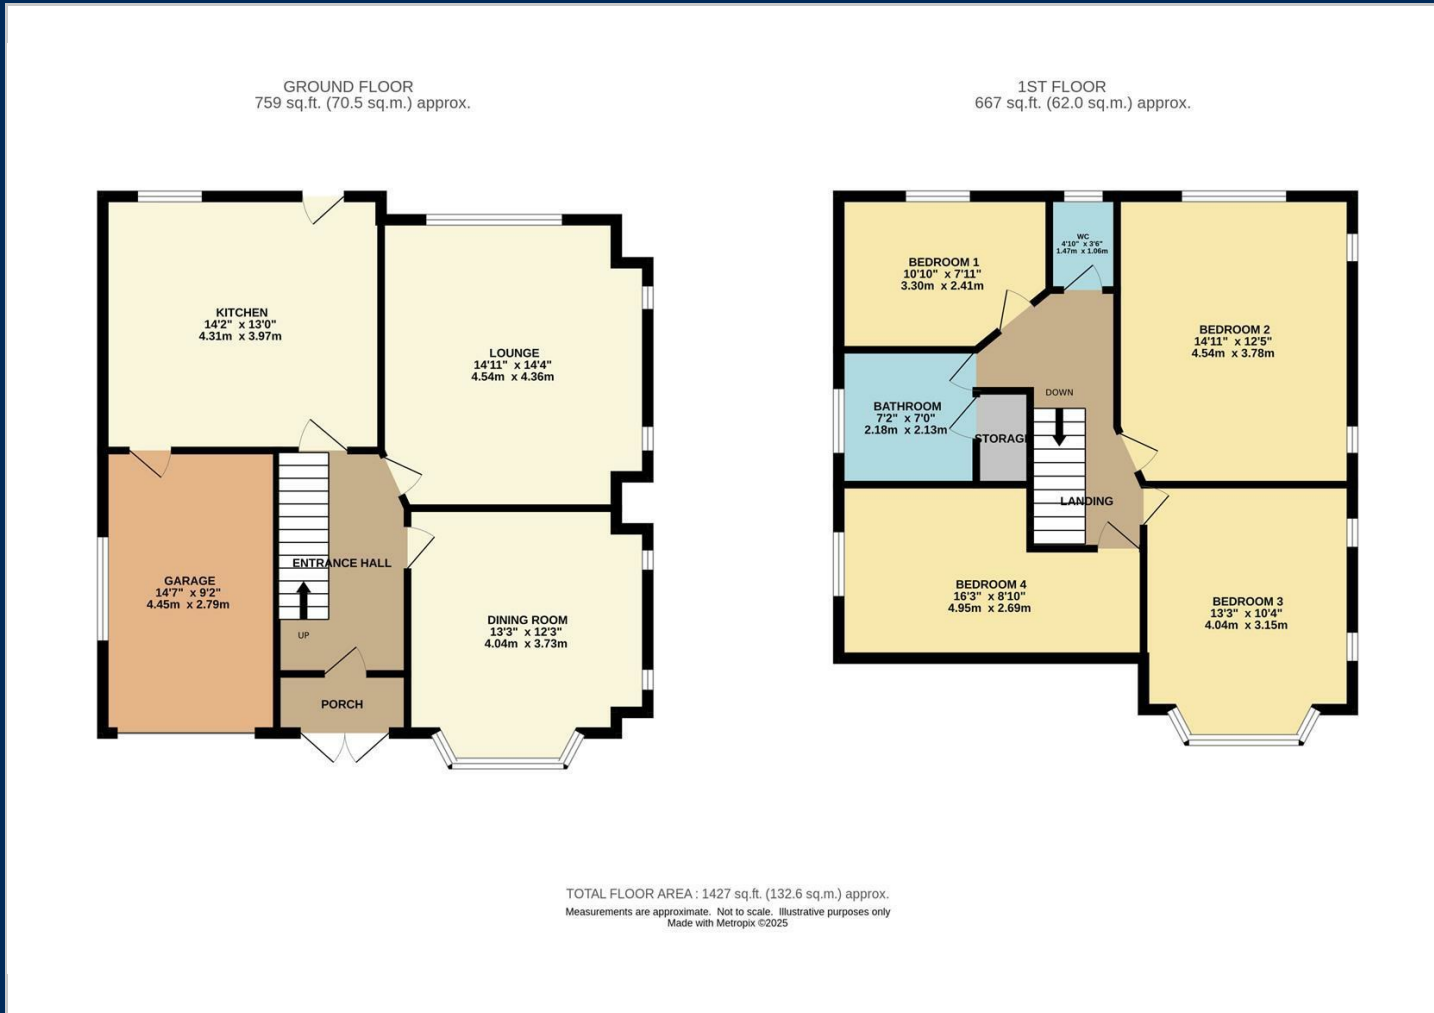 GROUND FLOOR
759 sq.ft. (70.5 sq.m.) approx.
1ST FLOOR
667 sq.ft. (62.0 sq.m.) approx.
KITCHEN
14'2" x 13'0"
4.31m x 3.97m
LOUNGE
14'11" x 14'4"
4.54m x 4.36m
GARAGE
14'7" x 9'2"
4.45m x 2.79m
ENTRANCE HALL
UP
PORCH
DINING ROOM
13'3" x 12'3"
4.04m x 3.73m
BEDROOM 1
10'10" x 7'11"
3.30m x 2.41m
WC
4'10" x 3'6"
1.47m x 1.06m
BEDROOM 2
14'11" x 12'5"
4.54m x 3.78m
BATHROOM
7'2" x 7'0"
2.18m x 2.13m
STORAGE
DOWN
LANDING
BEDROOM 4
16'3" x 8'10"
4.95m x 2.69m
BEDROOM 3
13'3" x 10'4"
4.04m x 3.15m
TOTAL FLOOR AREA : 1427 sq.ft. (132.6 sq.m.) approx.
Measurements are approximate. Not to scale. Illustrative purposes only
Made with Metropix ©2025